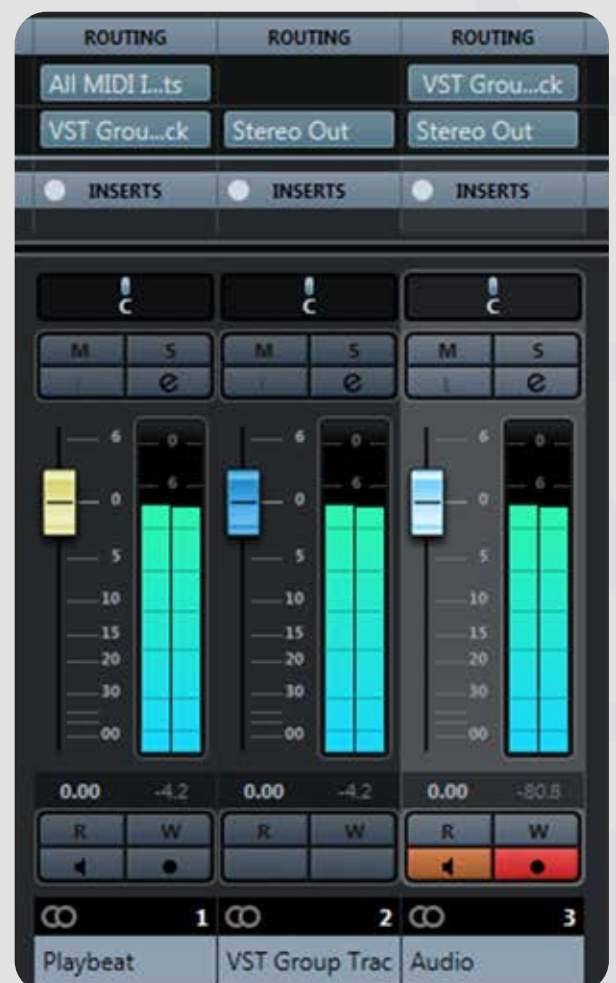 ROUTING ROUTING ROUTING
All MIDI I...ts VST Grou...ck
VST Grou...ck Stereo Out Stereo Out
INSERTS INSERTS INSERTS
C C C
M S M S M S
e e e
6 0 6 0 6 0
6 6 6
0 0 0
5 5 5
10 10 10
15 15 15
20 20 20
30 30 30
00 00 00
0.00 -4.2 0.00 -4.2 0.00 -80.8
R W R W R W
1 2 3
Playbeat VST Group Trac Audio